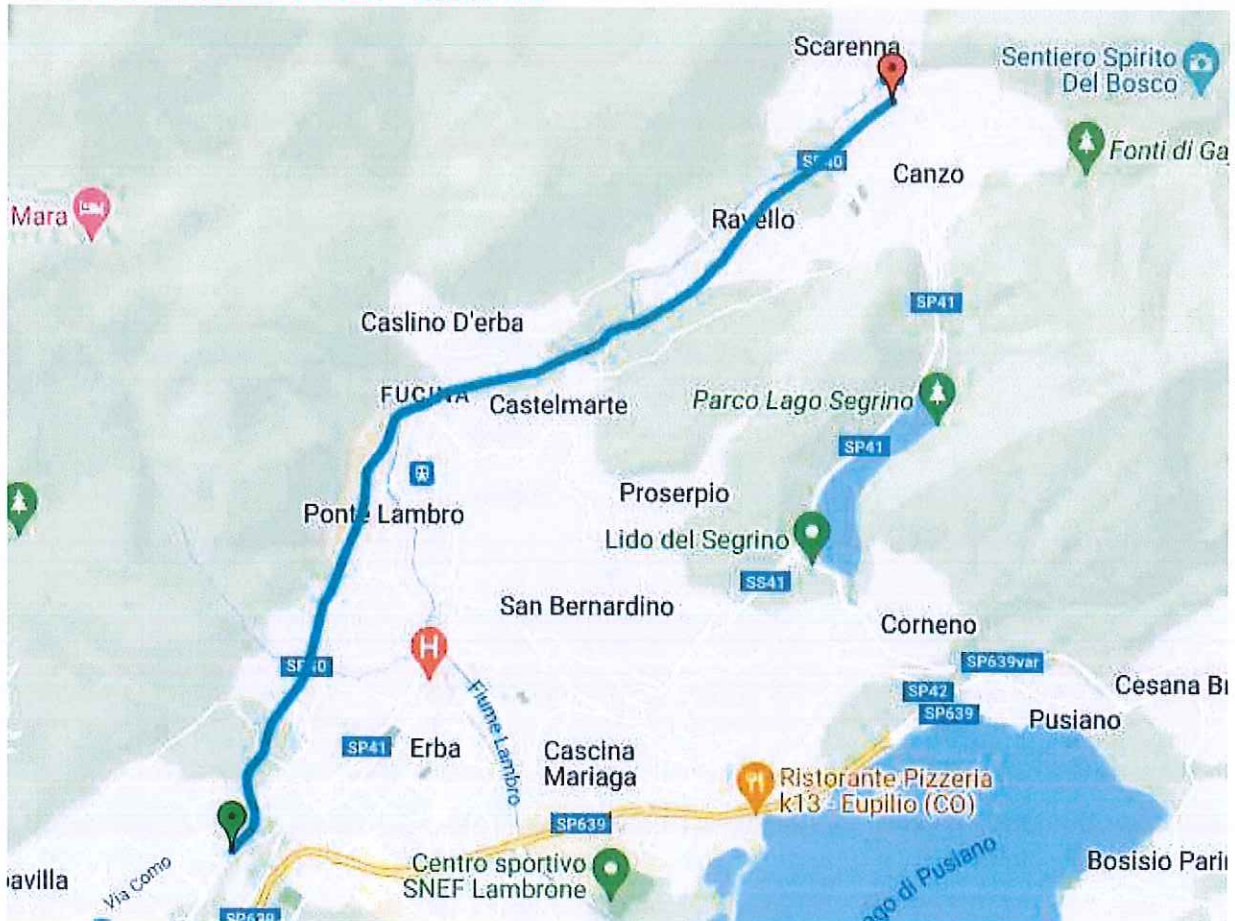 Scarenna
Sentiero Spirito
Del Bosco
SP40
Fonti di Ga
Canzo
Mara
Ravello
SP41
Caslino D'erba
FUCINA
Castelmarte
Parco Lago Segrino
SP41
Proserpio
Ponte Lambro
Lido del Segrino
SS41
San Bernardino
Corneno
H
SP639var
SP40
SP42
Cesana Br
SP639
Pusiano
Fiume Lambro
SP41
Erba
Cascina
Mariaga
Ristorante Pizzeria
k13 - Eupilio (CO)
SP639
Centro sportivo
SNEF Lambrone
ago di Pusiano
Bosisio Parin
avilla
Via Como
SP639